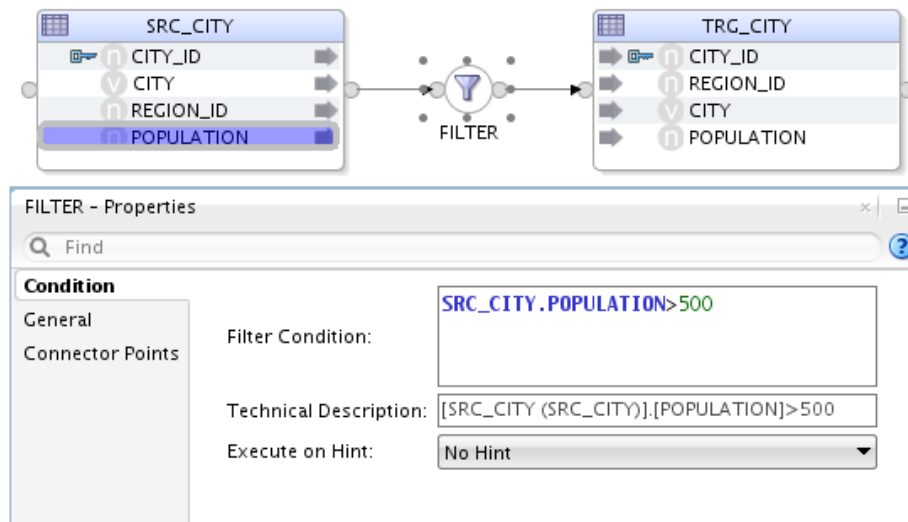 SRC_CITY
TRG_CITY
n CITY_ID
n CITY_ID
V CITY
n REGION_ID
n REGION_ID
V CITY
n POPULATION
n POPULATION
FILTER
FILTER - Properties
Find
?
Condition
General
Connector Points
Filter Condition:
SRC_CITY.POPULATION>500
Technical Description:
[SRC_CITY (SRC_CITY)].[POPULATION]>500
Execute on Hint:
No Hint